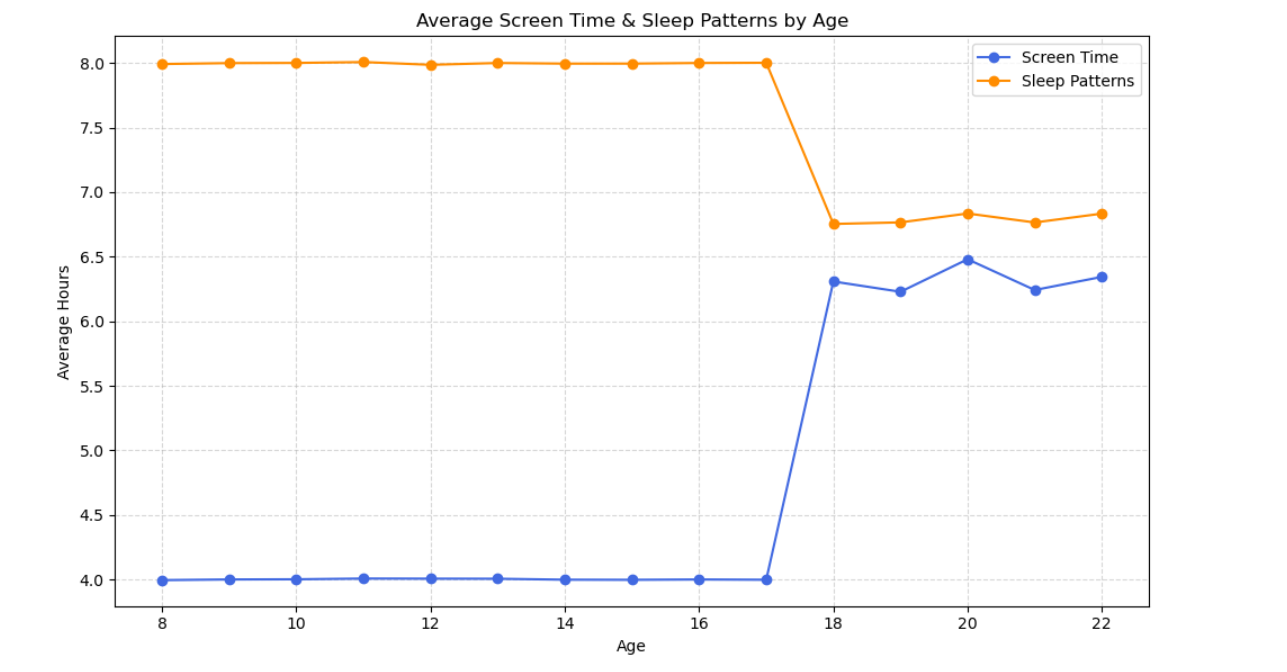 Average Screen Time & Sleep Patterns by Age
Screen Time
Sleep Patterns
Average Hours
8.0
7.5
7.0
6.5
6.0
5.5
5.0
4.5
4.0
8 10 12 14 16 18 20 22
Age